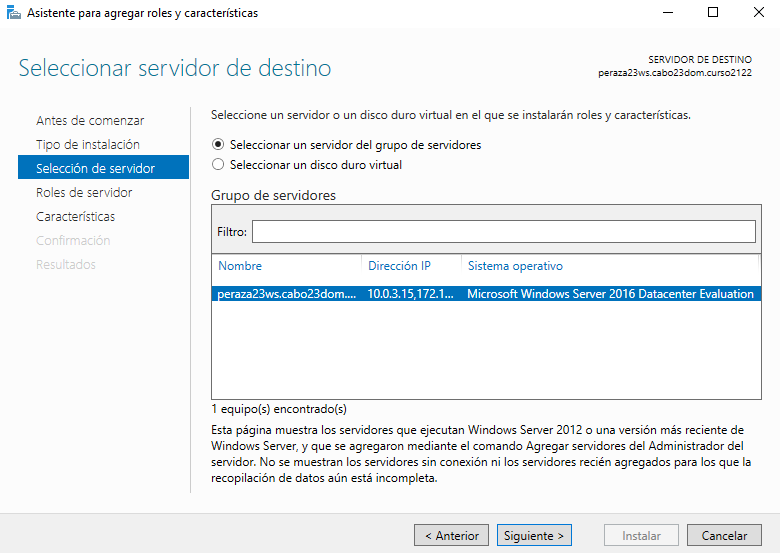 Asistente para agregar roles y características
Seleccionar servidor de destino
SERVIDOR DE DESTINO
peraza23ws.cabo23dom.curso2122
Antes de comenzar
Tipo de instalación
Selección de servidor
Roles de servidor
Características
Confirmación
Resultados
Seleccione un servidor o un disco duro virtual en el que se instalarán roles y características.
Seleccionar un servidor del grupo de servidores
Seleccionar un disco duro virtual
Grupo de servidores
Filtro:
Nombre Dirección IP Sistema operativo
peraza23ws.cabo23dom.... 10.0.3.15,172.1... Microsoft Windows Server 2016 Datacenter Evaluation
1 equipo(s) encontrado(s)
Esta página muestra los servidores que ejecutan Windows Server 2012 o una versión más reciente de
Windows Server, y que se agregaron mediante el comando Agregar servidores del Administrador del
servidor. No se muestran los servidores sin conexión ni los servidores recién agregados para los que la
recopilación de datos aún está incompleta.
< Anterior Siguiente > Instalar Cancelar